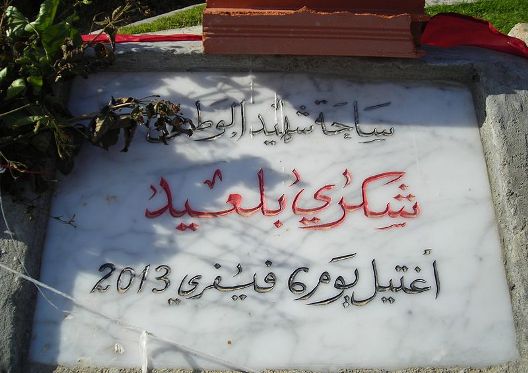 ساحة شهيد الوطن
شكري بلعيد
أغتيل يوم 6 فيفري 2013